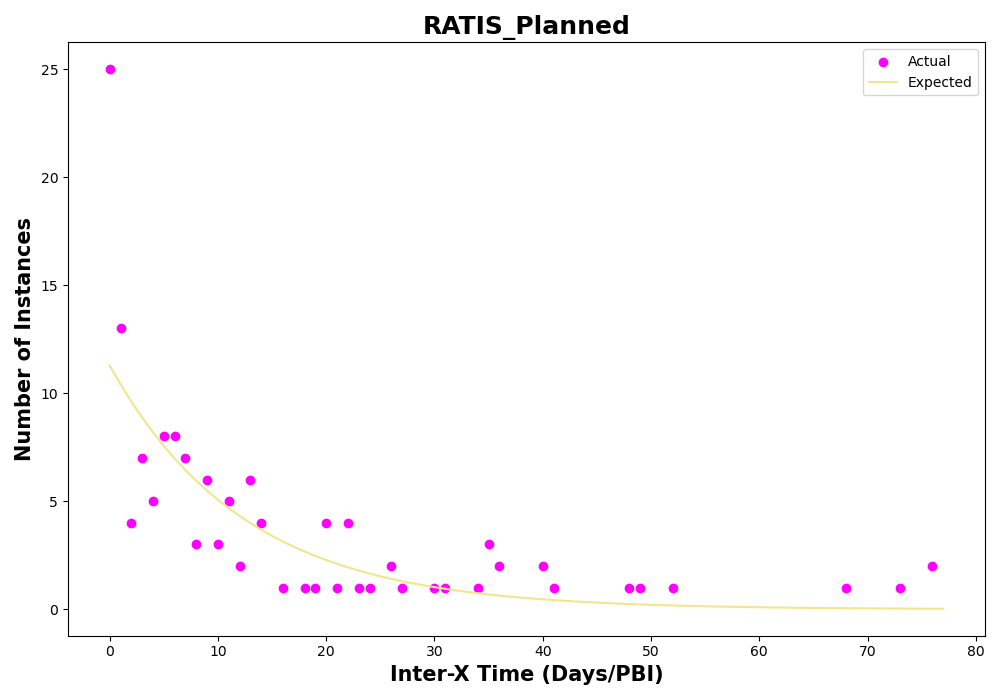 RATIS_Planned
Actual
Expected
Number of Instances
25
20
15
10
5
0
0 10 20 30 40 50 60 70 80
Inter-X Time (Days/PBI)